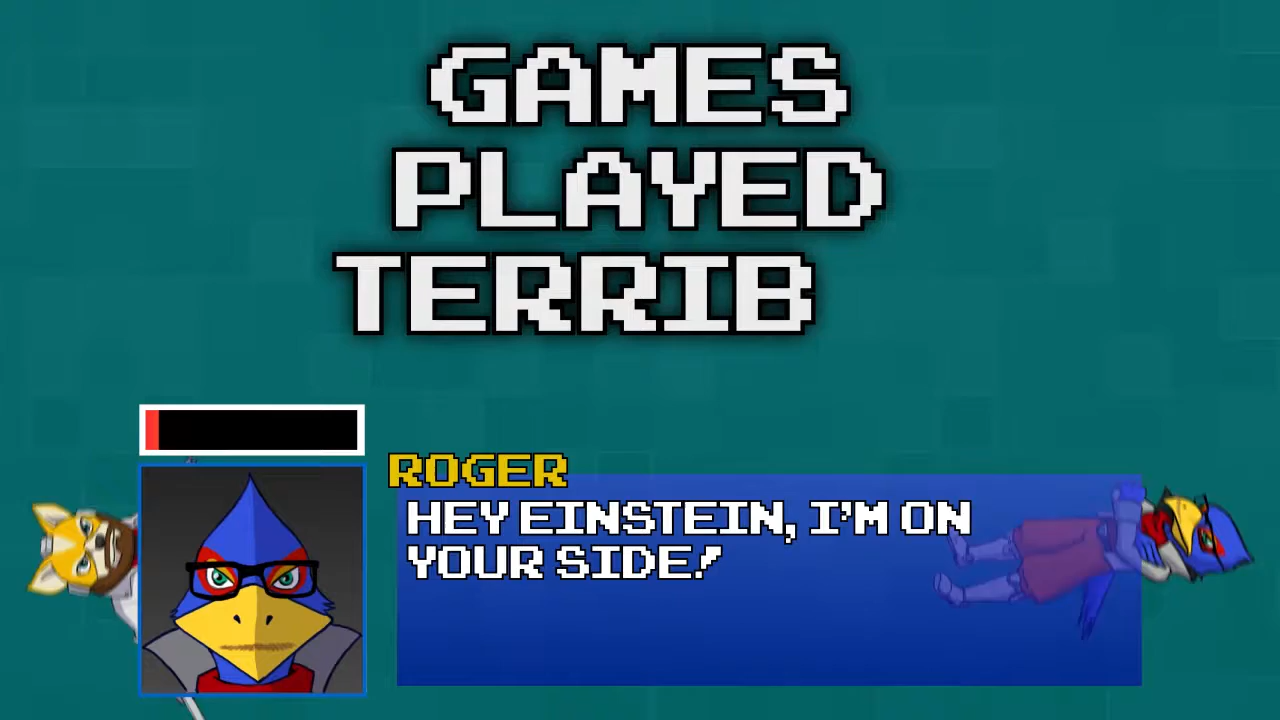 GAMES
PLAYED
TERRIB
ROGER
HEY EINSTEIN, I'M ON
YOUR SIDE!